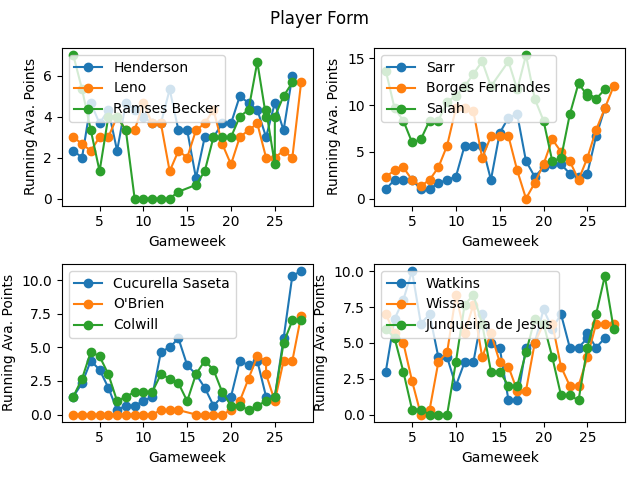 Player Form
Running Ava. Points
6
4
2
0
Henderson
Leno
Ramses Becker
5
10
15
20
25
Gameweek
Running Ava. Points
15
10
5
0
Sarr
Borges Fernandes
Salah
5
10
15
20
25
Gameweek
Running Ava. Points
10.0
7.5
5.0
2.5
0.0
Cucurella Saseta
O'Brien
Colwill
5
10
15
20
25
Gameweek
Running Ava. Points
10.0
7.5
5.0
2.5
0.0
Watkins
Wissa
Junqueira de Jesus
5
10
15
20
25
Gameweek